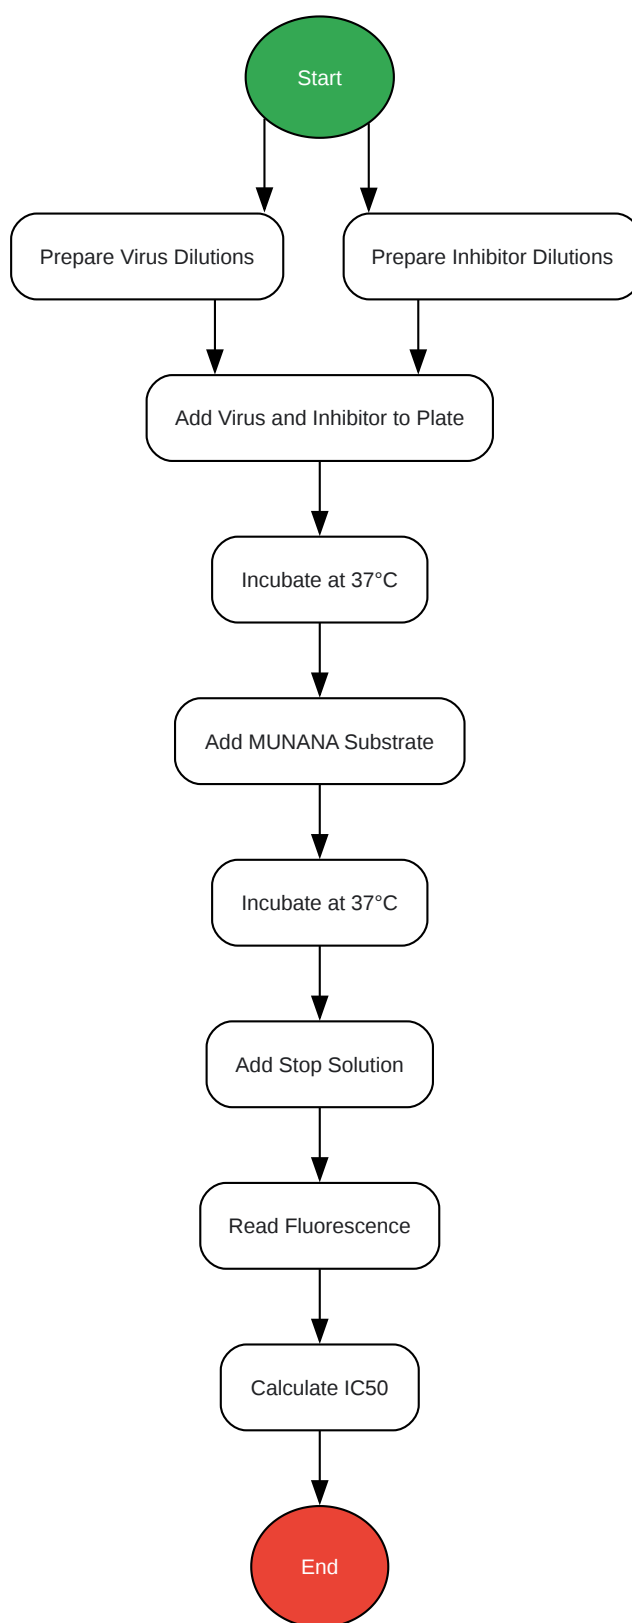 Start
Prepare Virus Dilutions
Prepare Inhibitor Dilutions
Add Virus and Inhibitor to Plate
Incubate at 37°C
Add MUNANA Substrate
Incubate at 37°C
Add Stop Solution
Read Fluorescence
Calculate IC50
End